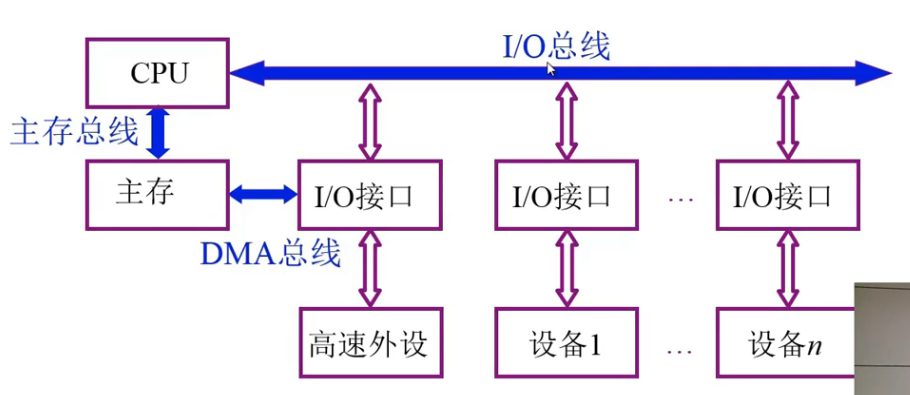 I/O总线
CPU
主存总线
主存
I/O接口
I/O接口
…
I/O接口
DMA总线
高速外设
设备1
…
设备n